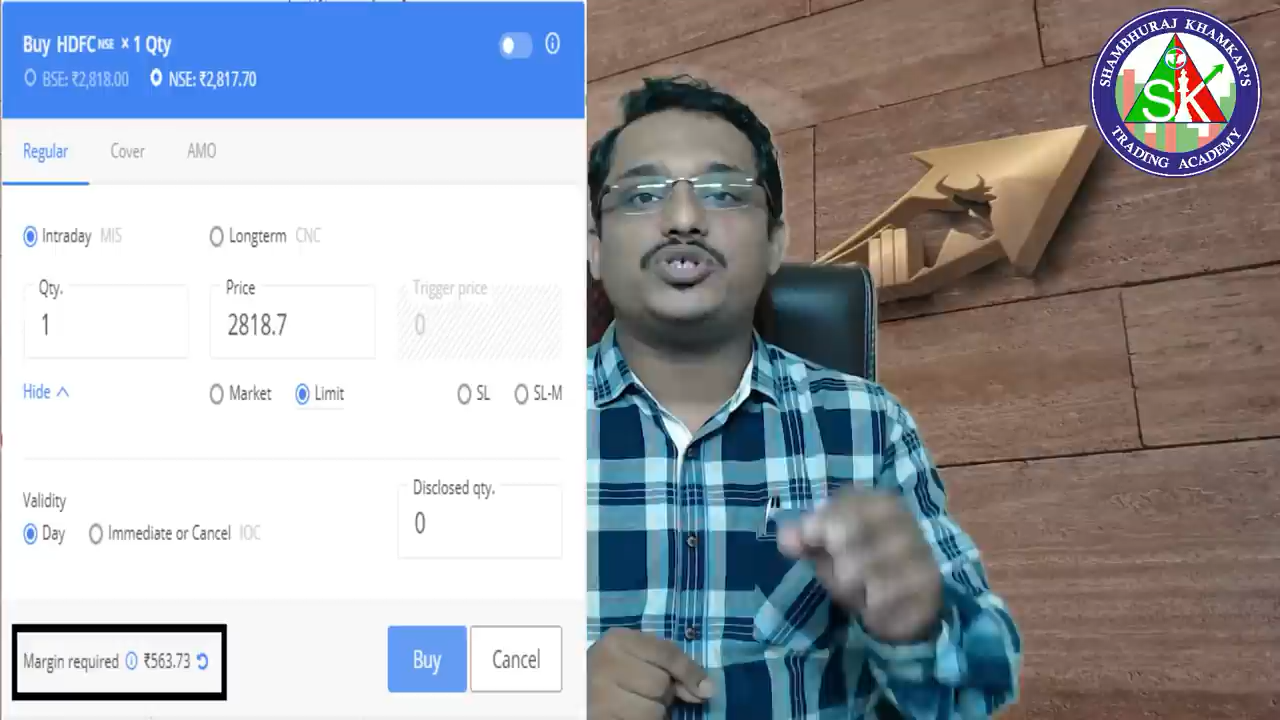 Buy HDFC NSE × 1 Qty
BSE: ₹2,818.00 NSE: ₹2,817.70
Regular Cover AMO
Intraday MIS Longterm CNC
Qty. Price Trigger price
1 2818.7 0
Hide Market Limit SL SL-M
Validity Disclosed qty.
Day Immediate or Cancel IOC 0
Margin required ₹563.73 Buy Cancel
SHAMBHURAJ KHAMKAR'S
SK
TRADING ACADEMY